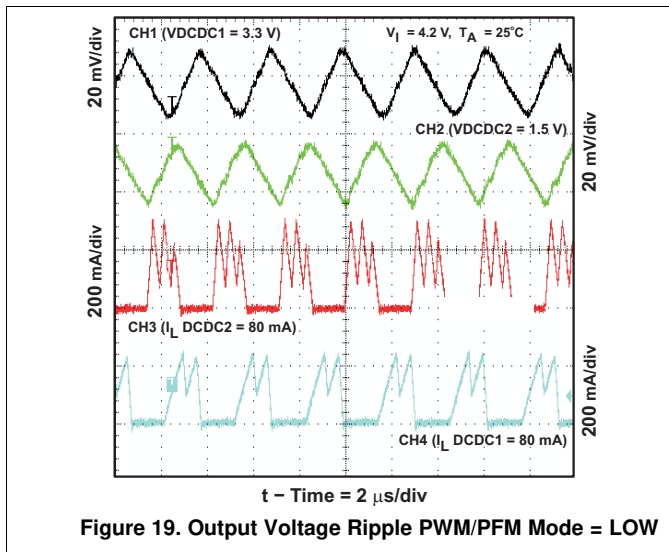 CH1 (VDCDC1 = 3.3 V)
V_I = 4.2 V, T_A = 25°C
20 mV/div
CH2 (VDCDC2 = 1.5 V)
20 mV/div
200 mA/div
CH3 (I_L DCDC2 = 80 mA)
200 mA/div
CH4 (I_L DCDC1 = 80 mA)
t − Time = 2 μs/div
Figure 19. Output Voltage Ripple PWM/PFM Mode = LOW